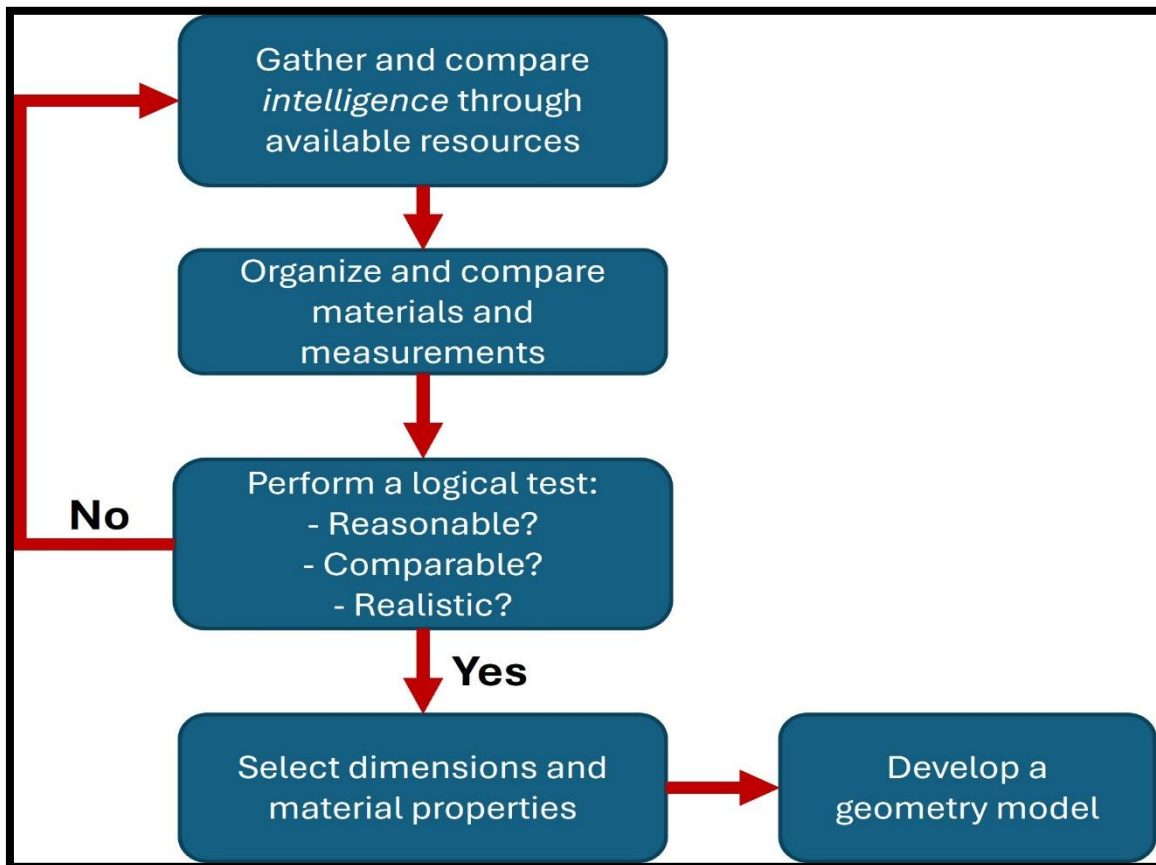 Gather and compare
intelligence through
available resources
Organize and compare
materials and
measurements
Perform a logical test:
- Reasonable?
- Comparable?
- Realistic?
No
Yes
Select dimensions and
material properties
Develop a
geometry model